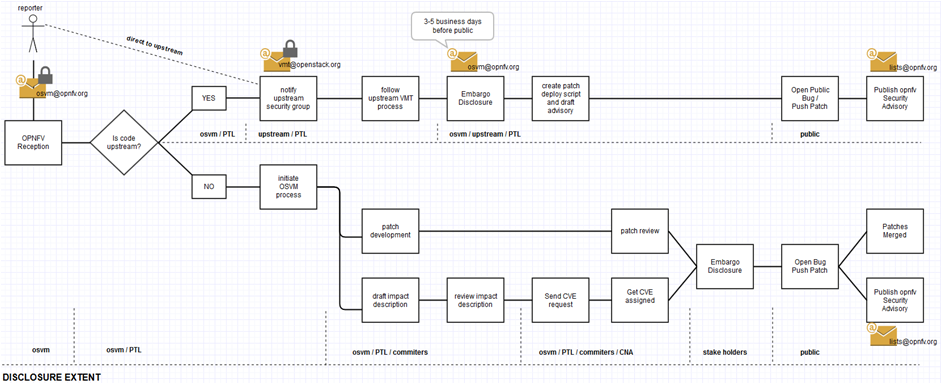 reporter
direct to upstream
3-5 business days
before public
osvm@opnfv.org
vmt@openstack.org
osvm@opnfv.org
lists@opnfv.org
OPNFV
Reception
Is code
upstream?
YES
notify
upstream
security group
follow
upstream VMT
process
Embargo
Disclosure
create patch
deploy script
and draft
advisory
Open Public
Bug /
Push Patch
Publish opnfv
Security
Advisory
osvm / PTL
upstream / PTL
osvm / upstream / PTL
public
NO
initiate
OSVM
process
patch
development
patch review
Patches
Merged
Embargo
Disclosure
Open Bug
Push Patch
draft impact
description
review impact
description
Send CVE
request
Get CVE
assigned
Publish opnfv
Security
Advisory
lists@opnfv.org
osvm
osvm / PTL
osvm / PTL / commiters
osvm / PTL / commiters / CNA
stake holders
public
DISCLOSURE EXTENT